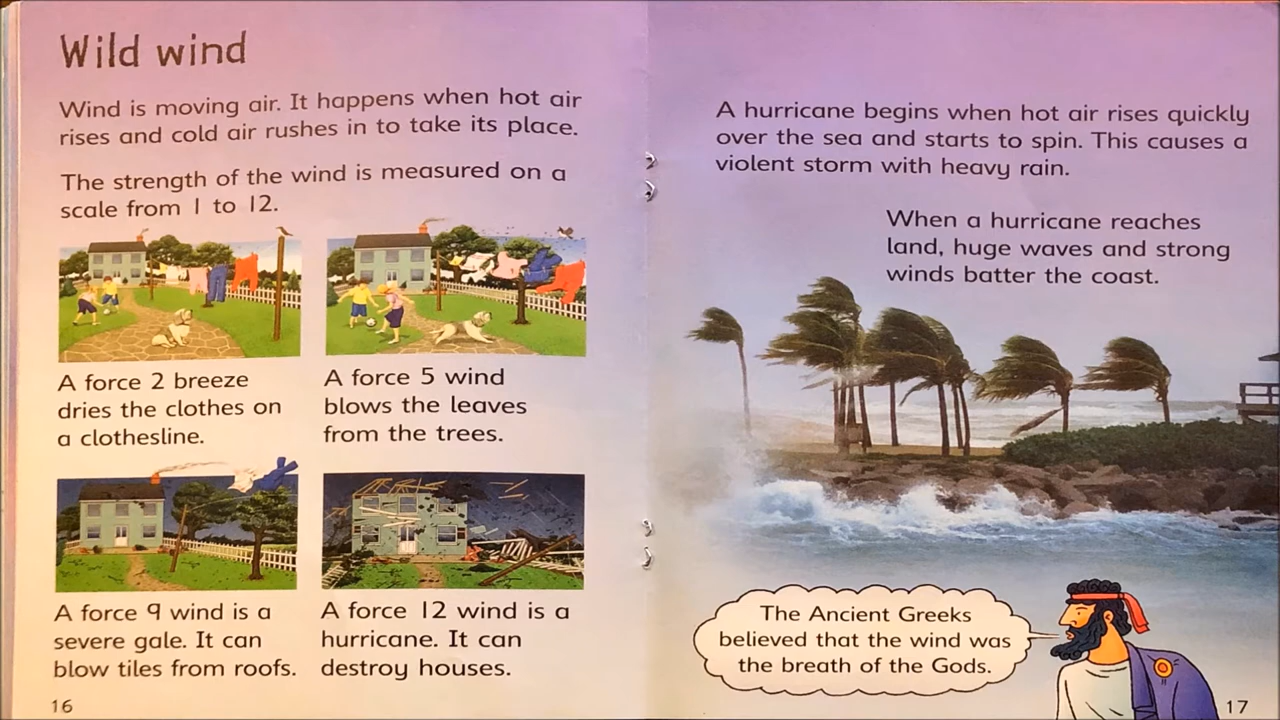 Wild wind
Wind is moving air. It happens when hot air
rises and cold air rushes in to take its place.
The strength of the wind is measured on a
scale from 1 to 12.
A force 2 breeze
dries the clothes on
a clothesline.
A force 5 wind
blows the leaves
from the trees.
A force 9 wind is a
severe gale. It can
blow tiles from roofs.
A force 12 wind is a
hurricane. It can
destroy houses.
16
A hurricane begins when hot air rises quickly
over the sea and starts to spin. This causes a
violent storm with heavy rain.
When a hurricane reaches
land, huge waves and strong
winds batter the coast.
The Ancient Greeks
believed that the wind was
the breath of the Gods.
17